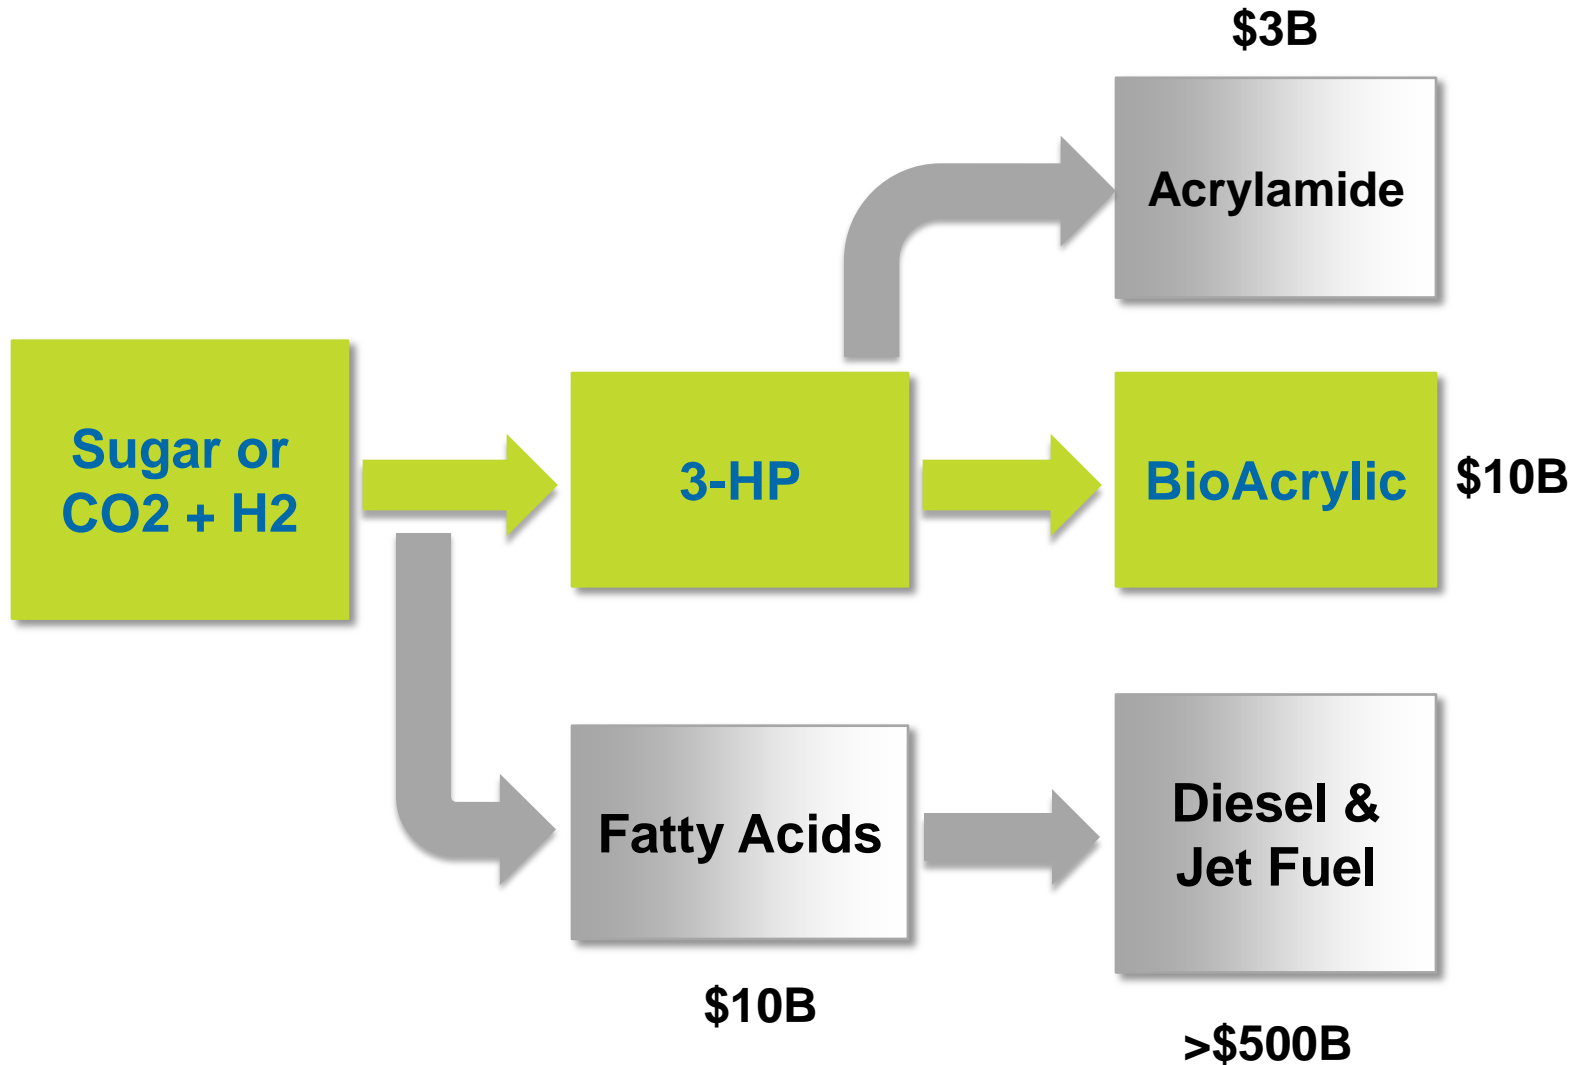 $3B
Acrylamide
Sugar or
CO2 + H2
3-HP
BioAcrylic
$10B
Fatty Acids
$10B
Diesel &
Jet Fuel
>$500B